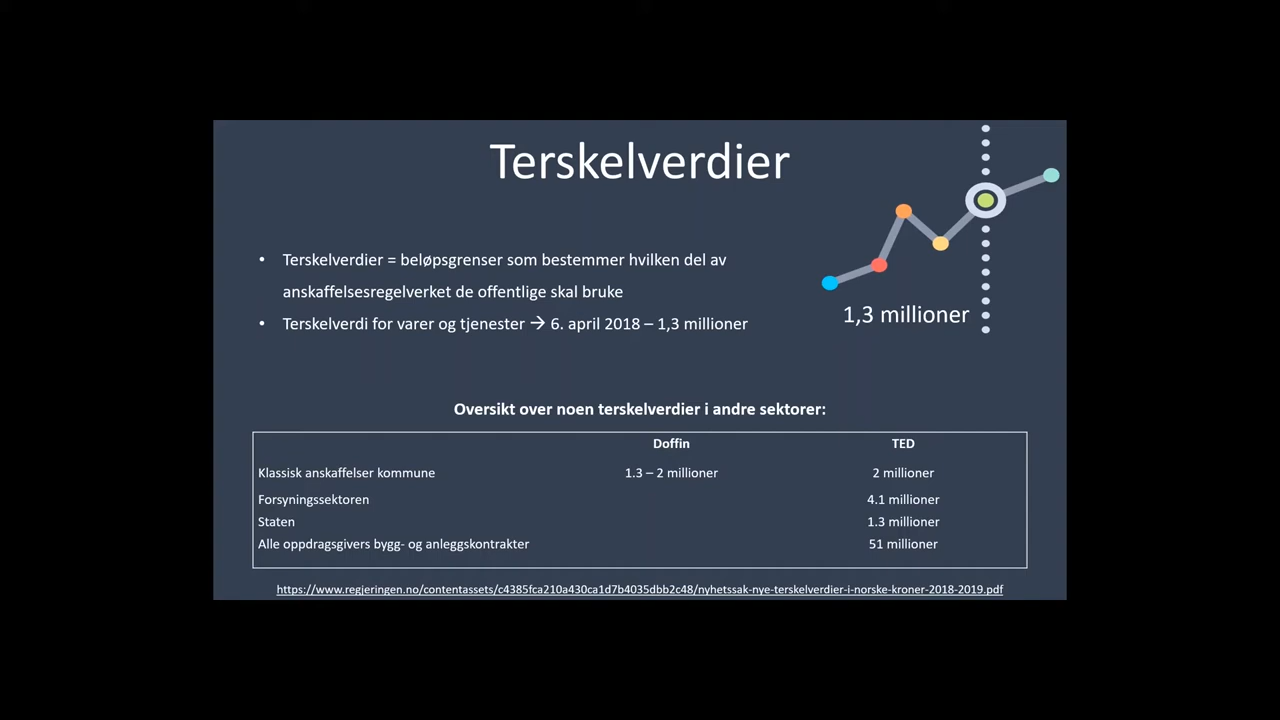 Terskelverdier
• Terskelverdier = beløpsgrenser som bestemmer hvilken del av
anskaffelsesregelverket de offentlige skal bruke
• Terskelverdi for varer og tjenester → 6. april 2018 – 1,3 millioner
1,3 millioner
Oversikt over noen terskelverdier i andre sektorer:
Doffin TED
Klassisk anskaffelser kommune 1.3 – 2 millioner 2 millioner
Forsyningssektoren 4.1 millioner
Staten 1.3 millioner
Alle oppdragsgivers bygg- og anleggskontrakter 51 millioner
https://www.regjeringen.no/contentassets/c4385fca210a430ca1d7b4035dbb2c48/nyhetssak-nye-terskelverdier-i-norske-kroner-2018-2019.pdf